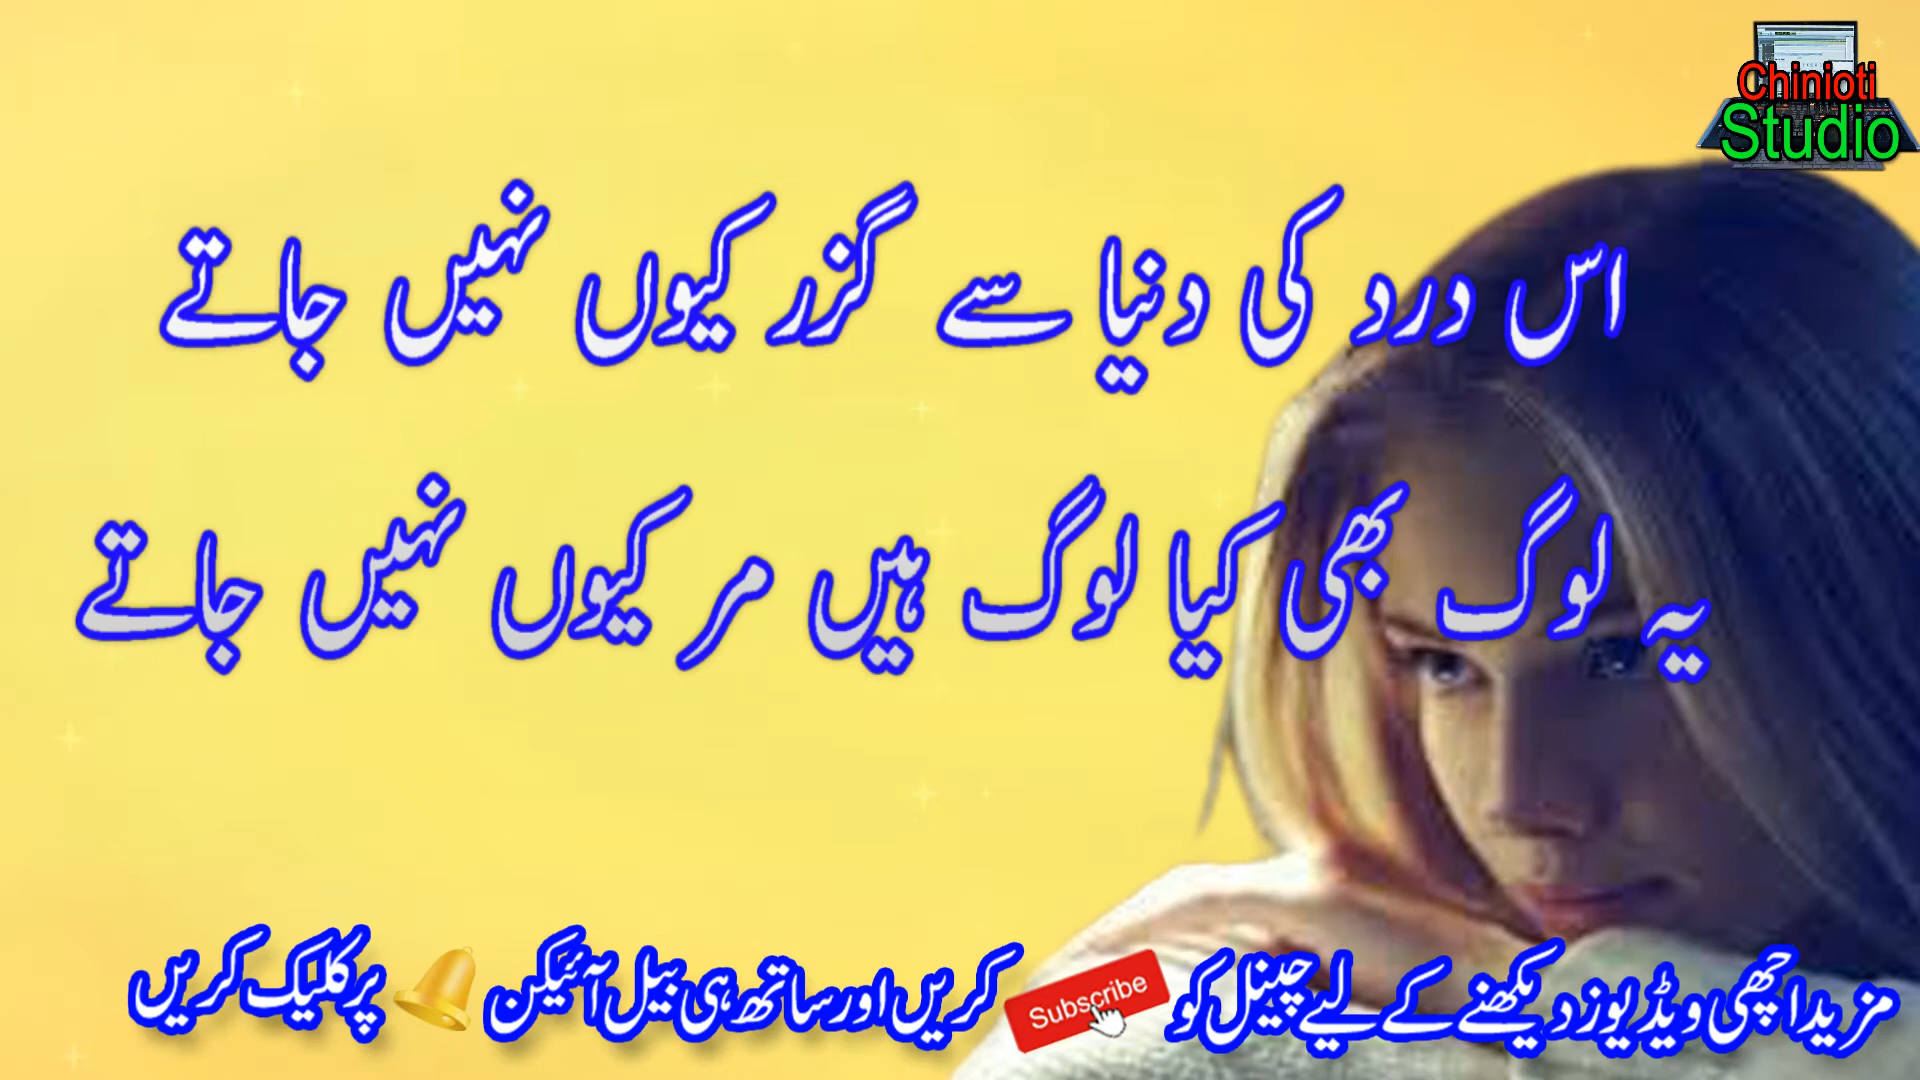 Chinioti
Studio
اس درد کی دنیا سے گزر کیوں نہیں جاتے
یہ لوگ بھی کیا لوگ ہیں مر کیوں نہیں جاتے
مزید اچھی ویڈیوز دیکھنے کے لیے چینل کو Subscribe کریں اور ساتھ ہی بیل آئیکن پر کلیک کریں